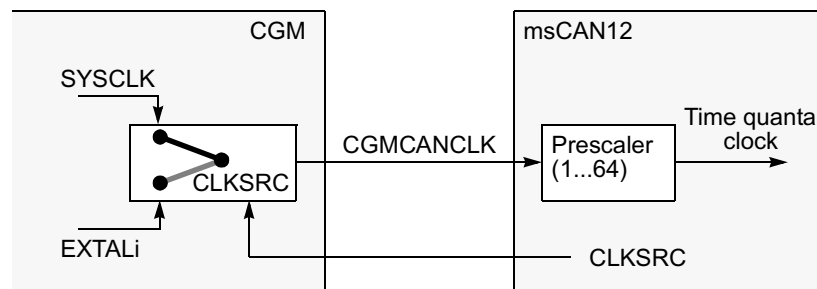 CGM
msCAN12
SYSCLK
CGMCANCLK
Prescaler
(1...64)
Time quanta
clock
CLKSRC
EXTALi
CLKSRC